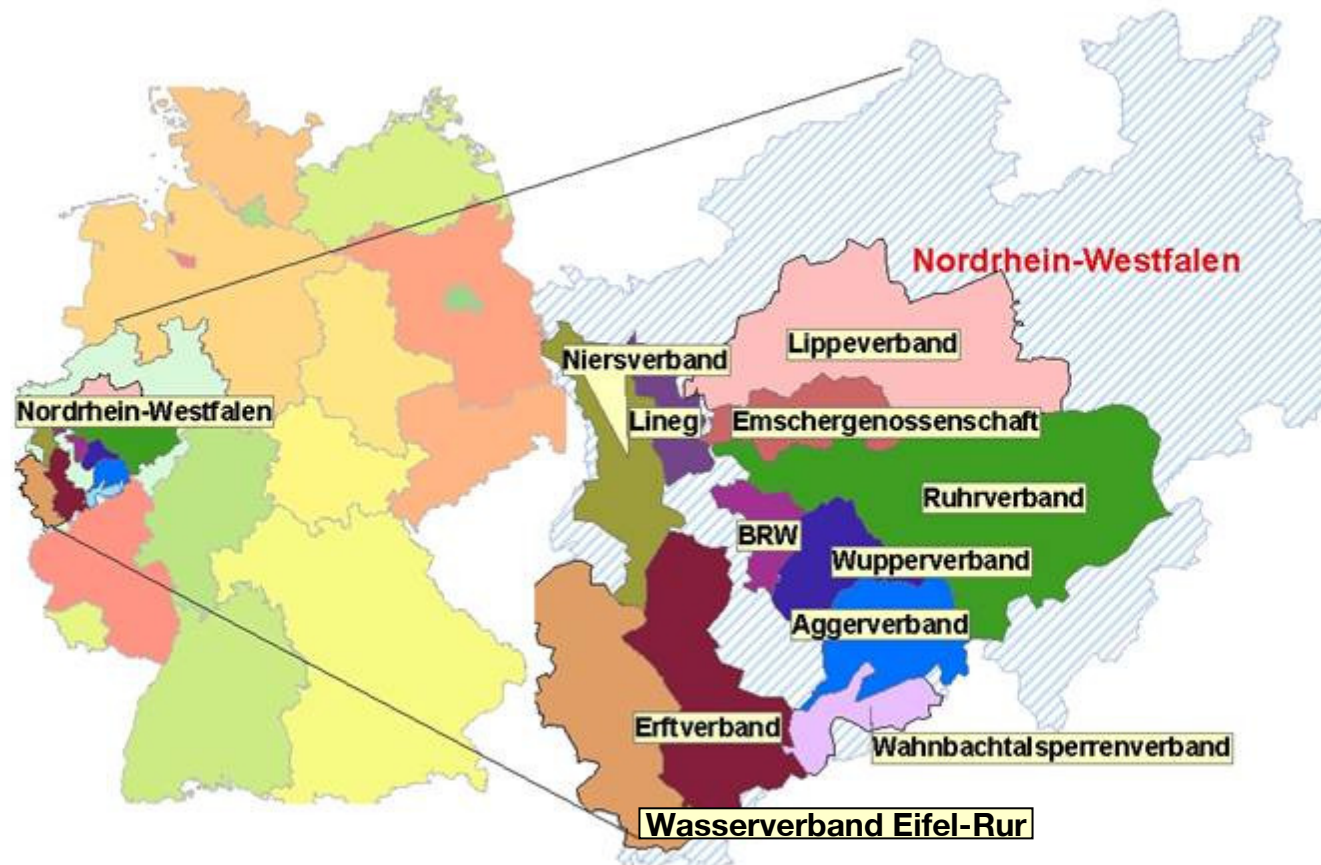 Nordrhein-Westfalen
Nordrhein-Westfalen
Lippeverband
Niersverband
Lineg
Emschergenossenschaft
Ruhrverband
BRW
Wupperverband
Aggerverband
Erftverband
Wahnbachtalsperrenverband
Wasserverband Eifel-Rur